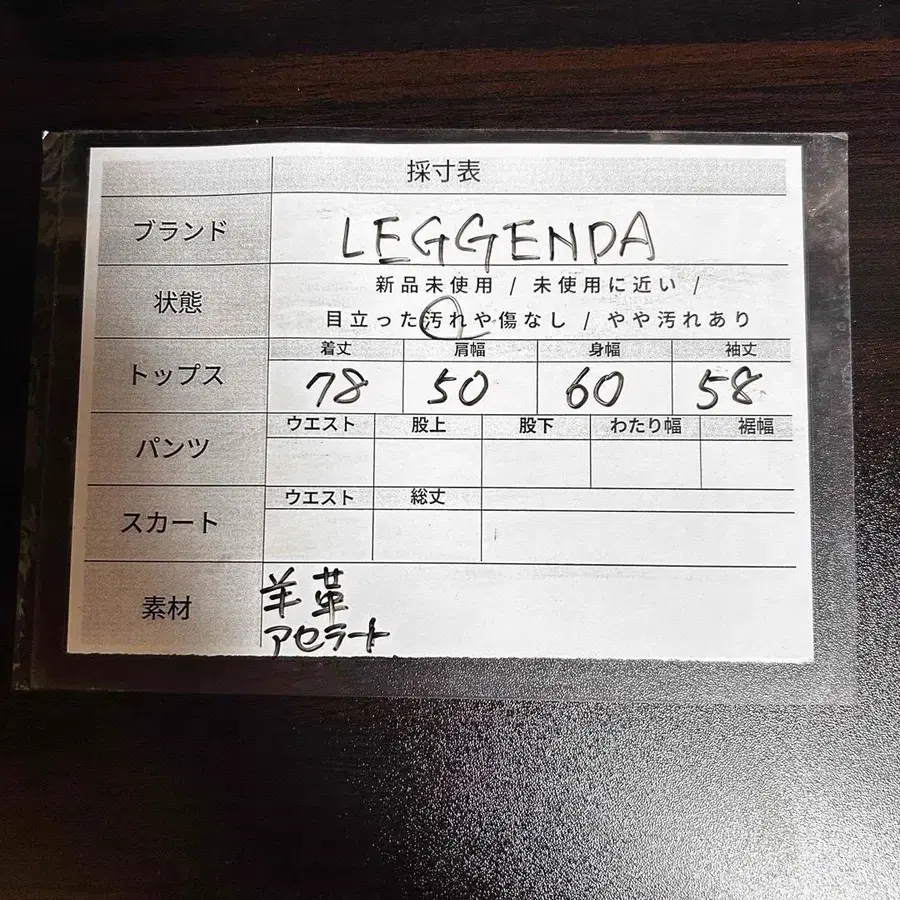 採寸表
ブランド LEGGENDA
状態 新品未使用 / 未使用に近い /
目立った汚れや傷なし / やや汚れあり
トップス 着丈 肩幅 身幅 袖丈
78 50 60 58
パンツ ウエスト 股上 股下 わたり幅 裾幅
スカート ウエスト 総丈
素材 羊革
アセラート